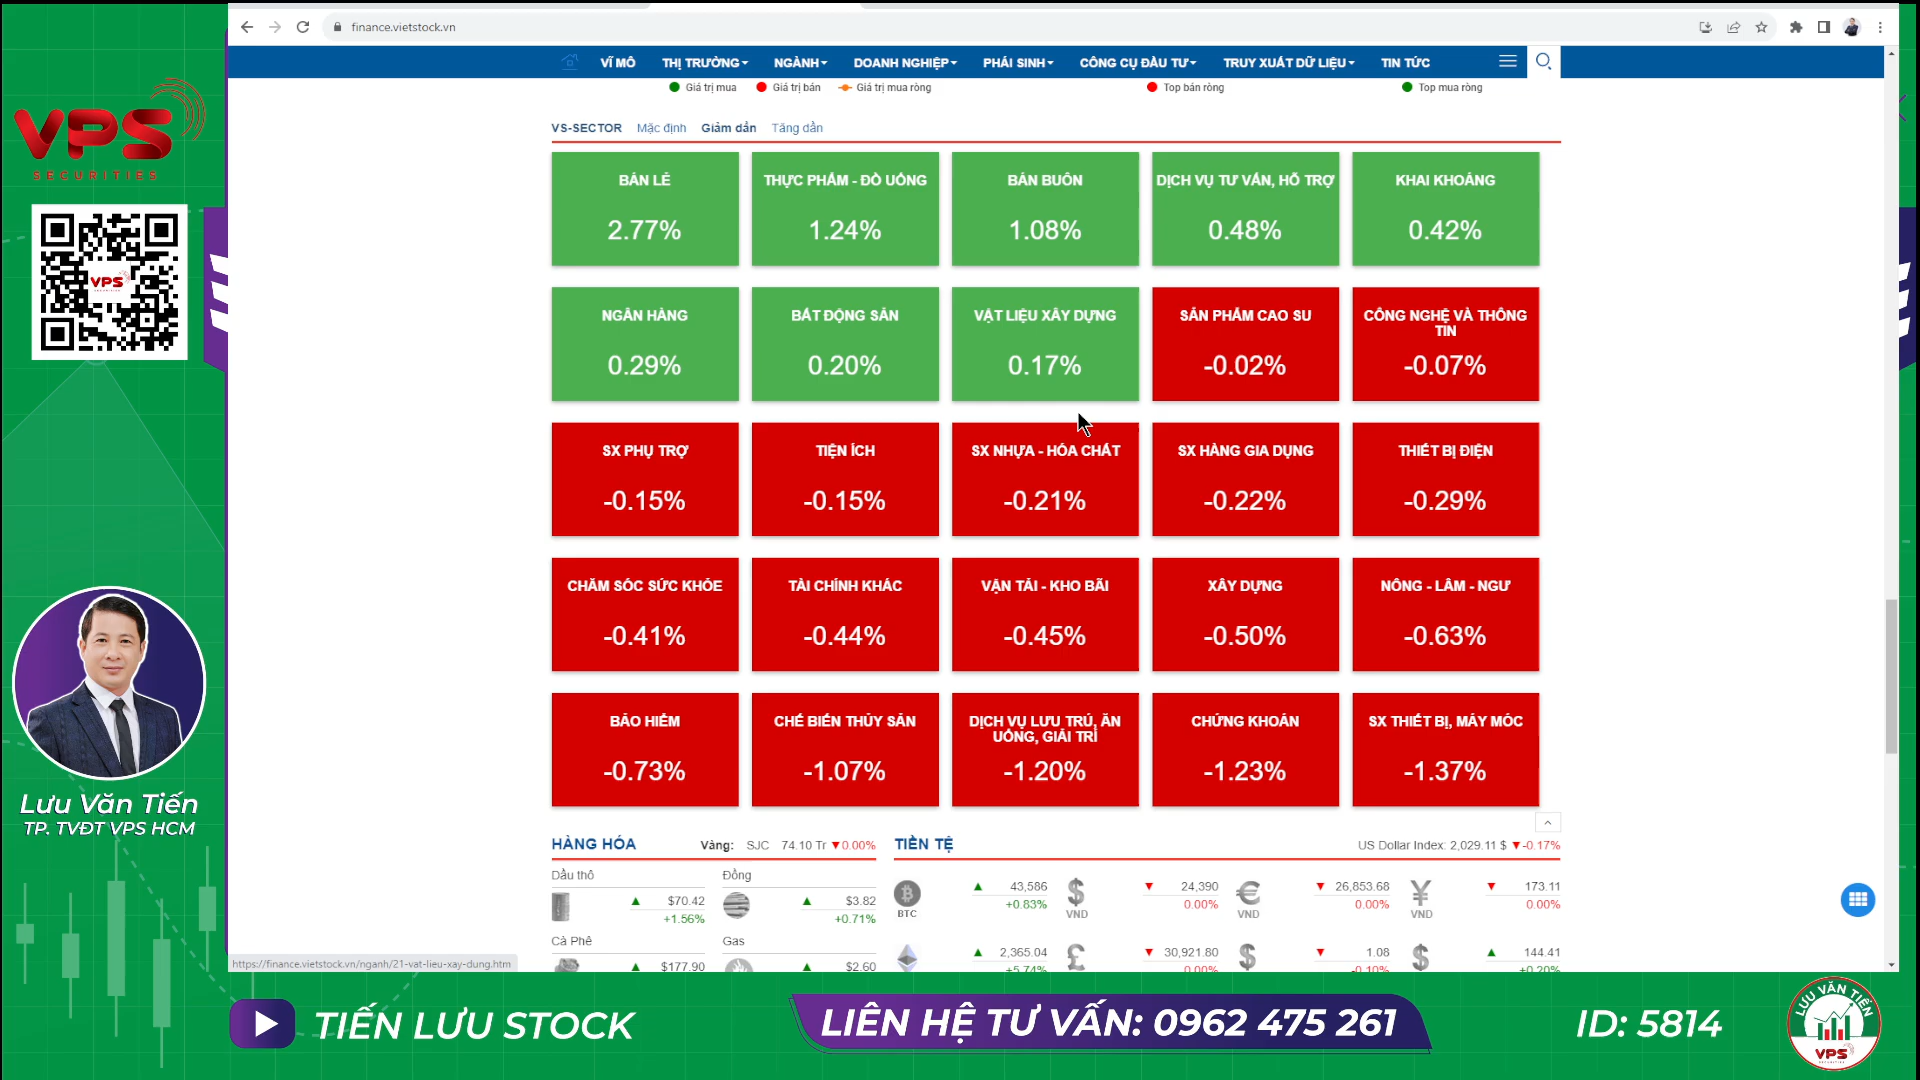 finance.vietstock.vn
VĨ MÔ THỊ TRƯỜNG NGÀNH DOANH NGHIỆP PHÁI SINH CÔNG CỤ ĐẦU TƯ TRUY XUẤT DỮ LIỆU TIN TỨC
Giá trị mua Giá trị bán Giá trị mua ròng Top bán ròng Top mua ròng
VPS
SECURITIES
VS-SECTOR Mặc định Giảm dần Tăng dần
BÁN LẺ THỰC PHẨM - ĐỒ UỐNG BÁN BUÔN DỊCH VỤ TƯ VẤN, HỖ TRỢ KHAI KHOÁNG
2.77% 1.24% 1.08% 0.48% 0.42%
VPS
NGÂN HÀNG BẤT ĐỘNG SẢN VẬT LIỆU XÂY DỰNG SẢN PHẨM CAO SU CÔNG NGHỆ VÀ THÔNG
TIN
0.29% 0.20% 0.17% -0.02% -0.07%
SX PHỤ TRỢ TIỆN ÍCH SX NHỰA - HÓA CHẤT SX HÀNG GIA DỤNG THIẾT BỊ ĐIỆN
-0.15% -0.15% -0.21% -0.22% -0.29%
CHĂM SÓC SỨC KHỎE TÀI CHÍNH KHÁC VẬN TẢI - KHO BÃI XÂY DỰNG NÔNG - LÂM - NGƯ
-0.41% -0.44% -0.45% -0.50% -0.63%
BẢO HIỂM CHẾ BIẾN THỦY SẢN DỊCH VỤ LƯU TRÚ, ĂN CHỨNG KHOÁN SX THIẾT BỊ, MÁY MÓC
UỐNG, GIẢI TRÍ
-0.73% -1.07% -1.20% -1.23% -1.37%
Lưu Văn Tiến
TP. TVĐT VPS HCM
HÀNG HÓA Vàng: SJC 74.10 Tr ▼0.00% TIỀN TỆ US Dollar Index: 2,029.11 $ ▼-0.17%
Dầu thô Đồng
▲ $70.42 ▲ $3.82 BTC ▲ 43,586 VND ▼ 24,390 VND ▼ 26,853.68 VND ▼ 173.11
+1.56% +0.71% +0.83% 0.00% 0.00% 0.00%
Cà Phê Gas
▲ $177.90 ▲ $2.60 ▲ 2,365.04 ▼ 30,921.80 ▼ 1.08 ▲ 144.41
+5.74% 0.00% -0.10% +0.20%
https://finance.vietstock.vn/nganh/21-vat-lieu-xay-dung.htm
TIẾN LƯU STOCK LIÊN HỆ TƯ VẤN: 0962 475 261 ID: 5814
LƯU VĂN TIẾN
VPS